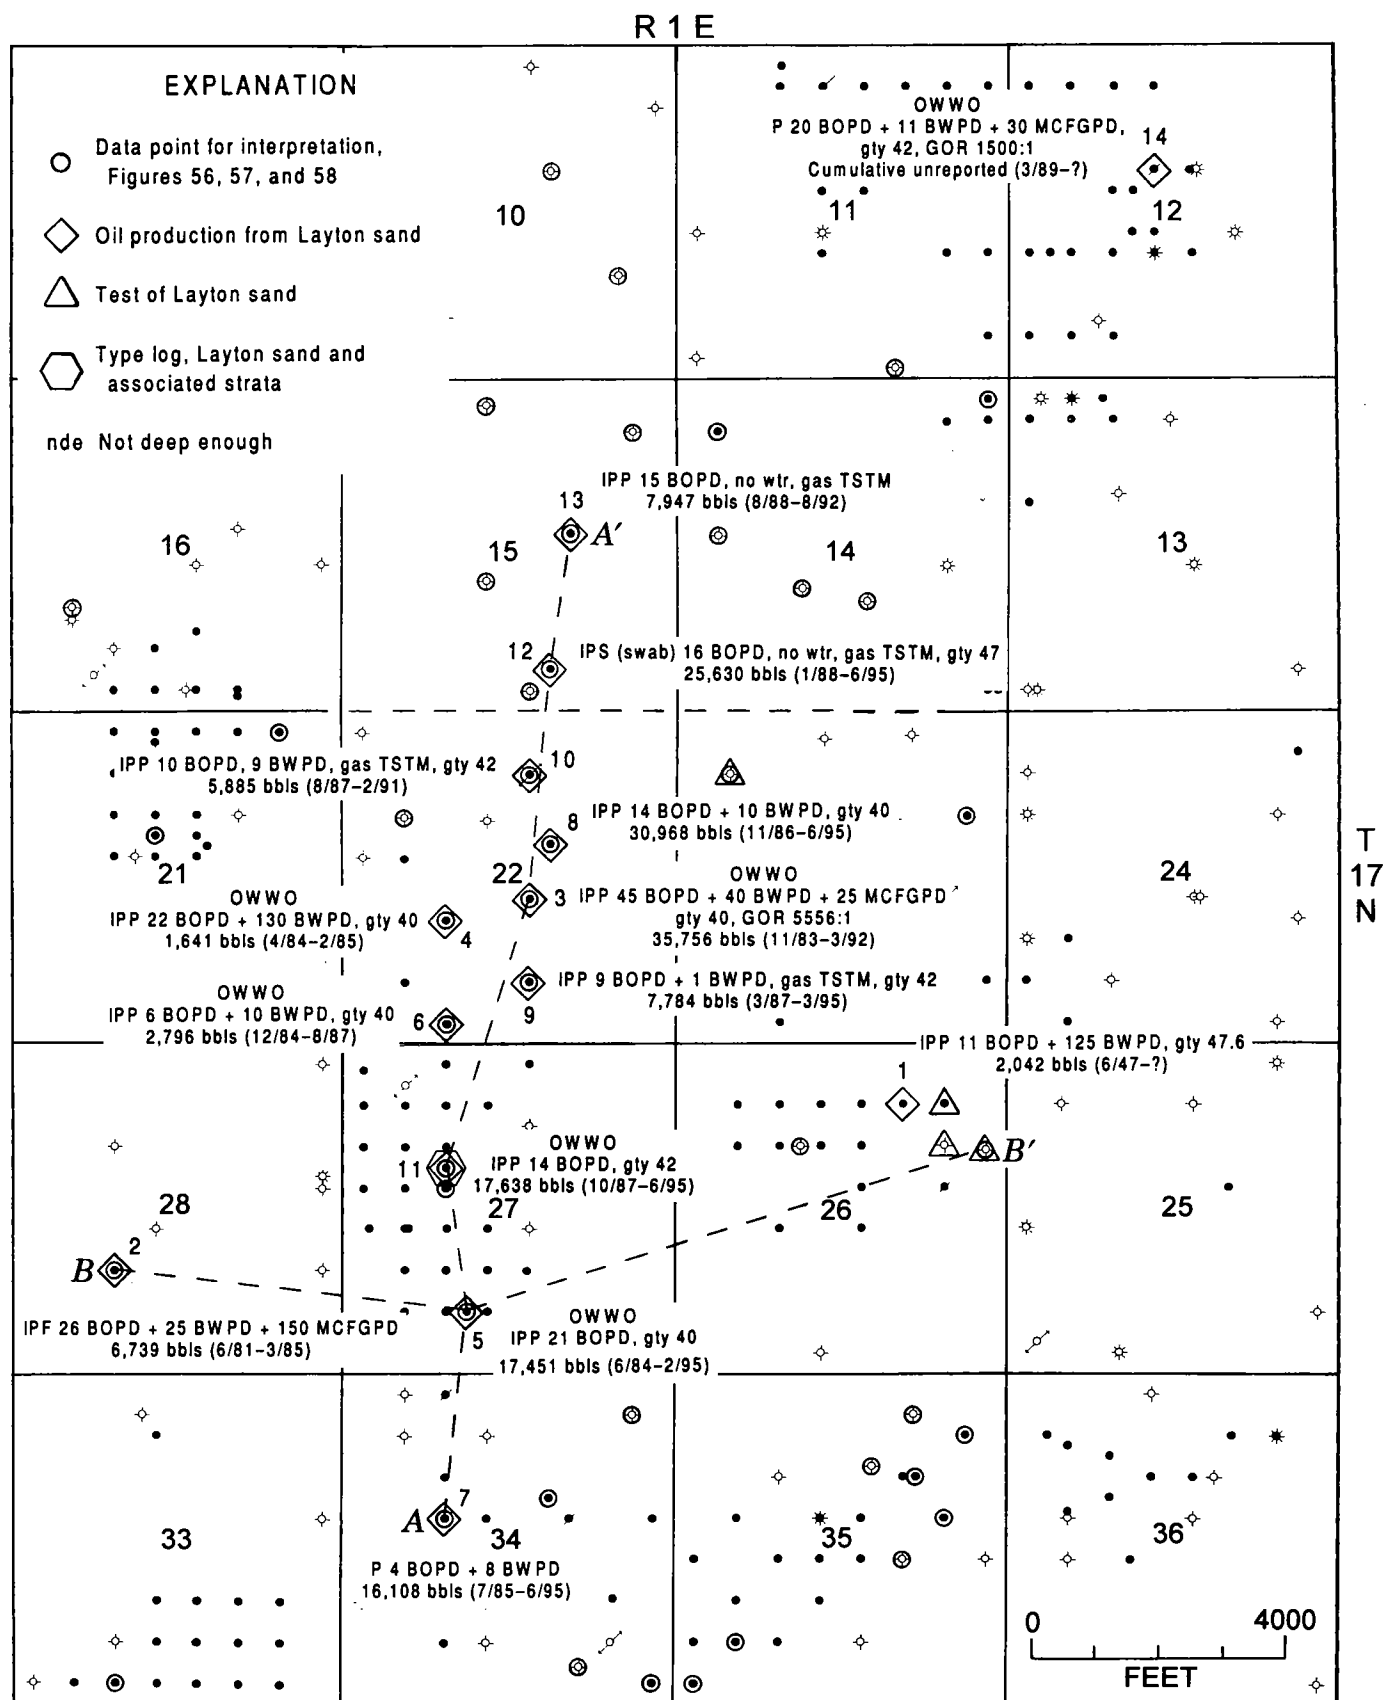 R 1 E
EXPLANATION
Data point for interpretation,
Figures 56, 57, and 58
Oil production from Layton sand
Test of Layton sand
Type log, Layton sand and
associated strata
nde Not deep enough
OWWO
P 20 BOPD + 11 BWPD + 30 MCFGPD,
gty 42, GOR 1500:1
Cumulative unreported (3/89–?)
14
10
11
12
IPP 15 BOPD, no wtr, gas TSTM
7,947 bbls (8/88–8/92)
13
A′
16
15
14
13
12
IPS (swab) 16 BOPD, no wtr, gas TSTM, gty 47
25,630 bbls (1/88–6/95)
IPP 10 BOPD, 9 BWPD, gas TSTM, gty 42
5,885 bbls (8/87–2/91)
10
IPP 14 BOPD + 10 BWPD, gty 40
30,968 bbls (11/86–6/95)
8
T
17
N
21
22
24
OWWO
IPP 45 BOPD + 40 BWPD + 25 MCFGPD
gty 40, GOR 5556:1
35,756 bbls (11/83–3/92)
3
OWWO
IPP 22 BOPD + 130 BWPD, gty 40
1,641 bbls (4/84–2/85)
4
IPP 9 BOPD + 1 BWPD, gas TSTM, gty 42
7,784 bbls (3/87–3/95)
9
OWWO
IPP 6 BOPD + 10 BWPD, gty 40
2,796 bbls (12/84–8/87)
6
IPP 11 BOPD + 125 BWPD, gty 47.6
2,042 bbls (6/47–?)
1
OWWO
IPP 14 BOPD, gty 42
17,638 bbls (10/87–6/95)
11
B′
28
27
26
25
B
2
IPF 26 BOPD + 25 BWPD + 150 MCFGPD
6,739 bbls (6/81–3/85)
5
OWWO
IPP 21 BOPD, gty 40
17,451 bbls (6/84–2/95)
A
7
33
34
35
36
P 4 BOPD + 8 BWPD
16,108 bbls (7/85–6/95)
0
4000
FEET